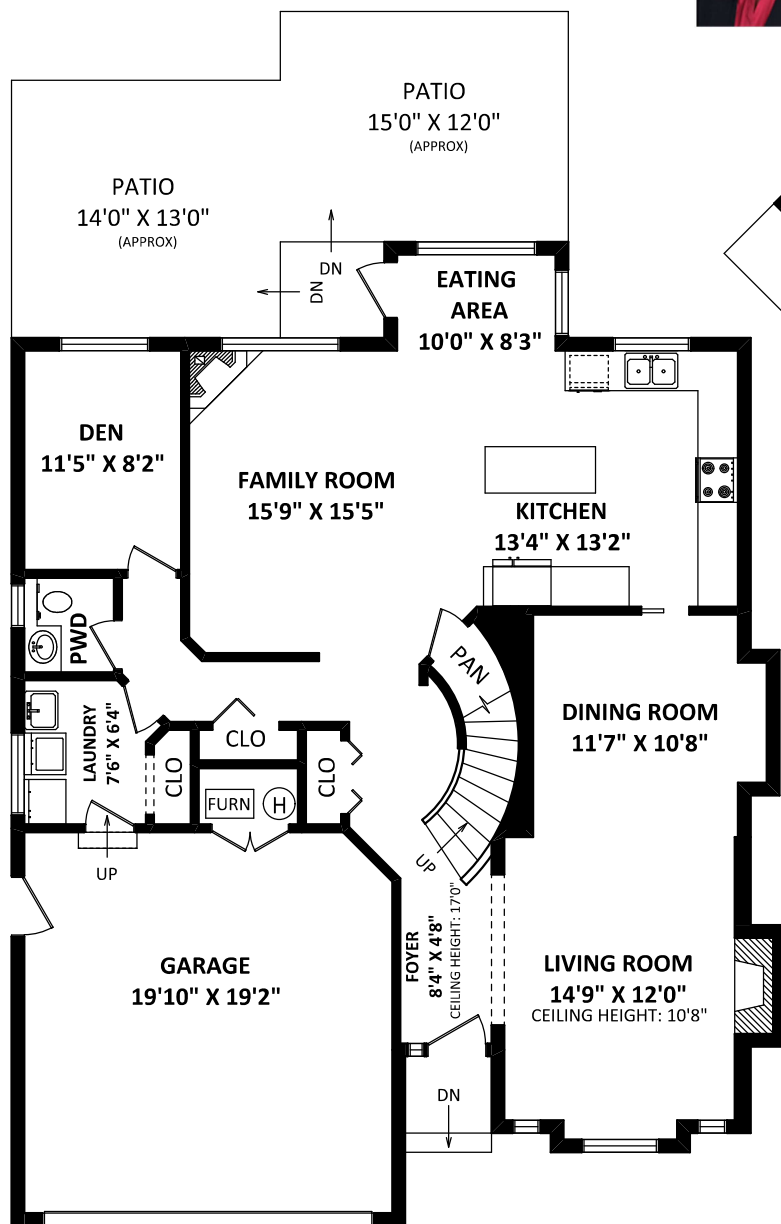 PATIO
15'0" X 12'0"
(APPROX)
PATIO
14'0" X 13'0"
(APPROX)
DN
DN
EATING
AREA
10'0" X 8'3"
DEN
11'5" X 8'2"
FAMILY ROOM
15'9" X 15'5"
KITCHEN
13'4" X 13'2"
PWD
PAN
LAUNDRY
7'6" X 6'4"
CLO
CLO
CLO
DINING ROOM
11'7" X 10'8"
FURN
H
UP
UP
FOYER
8'4" X 4'8"
CEILING HEIGHT: 17'0"
GARAGE
19'10" X 19'2"
LIVING ROOM
14'9" X 12'0"
CEILING HEIGHT: 10'8"
DN